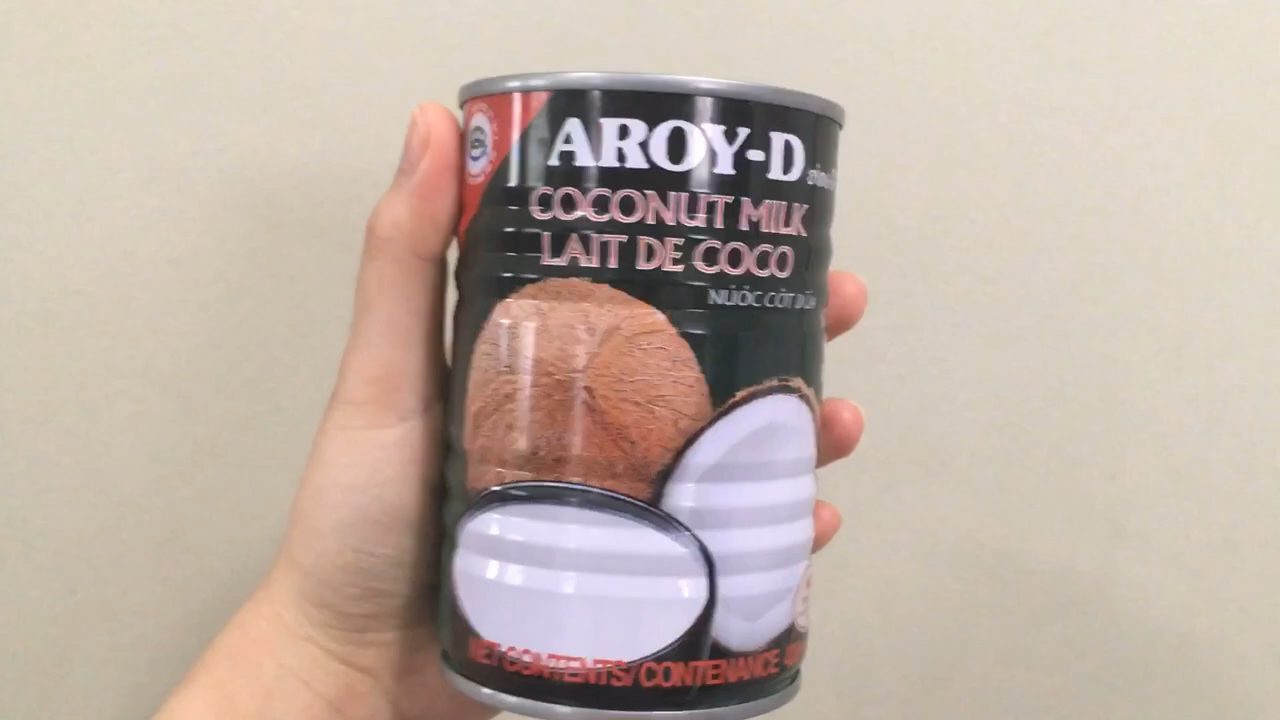 AROY-D
COCONUT MILK
LAIT DE COCO
NƯỚC CỐT DỪA
NET CONTENTS/CONTENANCE